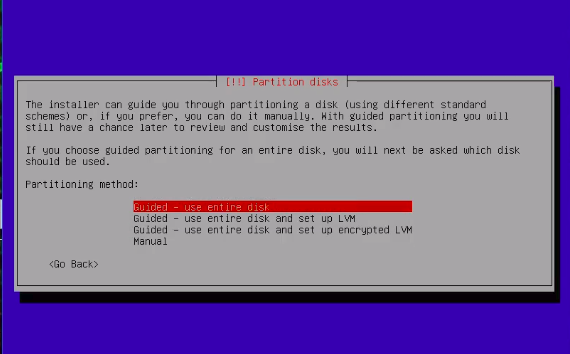 [!!] Partition disks
The installer can guide you through partitioning a disk (using different standard
schemes) or, if you prefer, you can do it manually. With guided partitioning you will
still have a chance later to review and customise the results.
If you choose guided partitioning for an entire disk, you will next be asked which disk
should be used.
Partitioning method:
Guided - use entire disk
Guided - use entire disk and set up LVM
Guided - use entire disk and set up encrypted LVM
Manual
<Go Back>